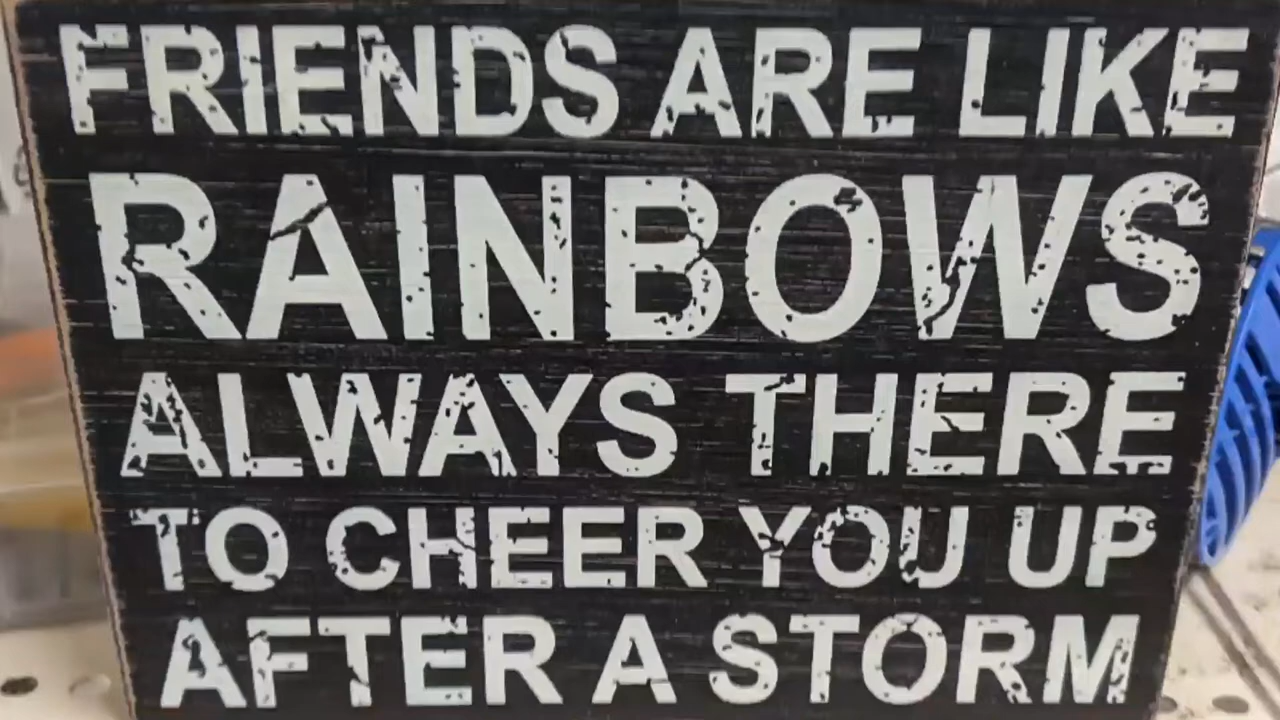 FRIENDS ARE LIKE
RAINBOWS
ALWAYS THERE
TO CHEER YOU UP
AFTER A STORM